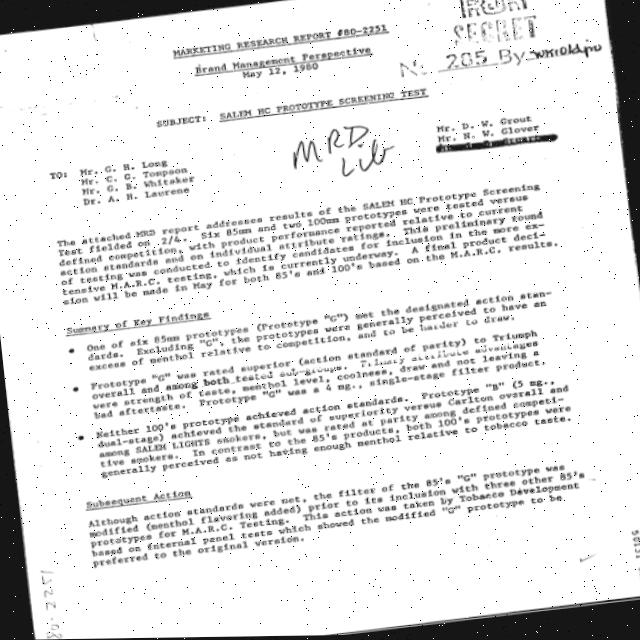 MARKETING RESEARCH REPORT #80-2251
Brand Management Perspective
May 12, 1980
SECRET
No. 205 By
SUBJECT: SALEM HC PROTOTYPE SCREENING TEST
MRD
Lib
TO: Mr. G. H. Long
Mr. C. G. Tompson
Mr. G. B. Whitaker
Dr. A. H. Laurene
Mr. D. W. Grout
Mr. N. W. Glover
The attached MRD report addresses results of the SALEM HC Prototype Screening
Test fielded on 2/4. Six 85mm and two 100mm prototypes were tested versus
defined competition, with product performance reported relative to current
action standards and on individual attribute ratings. This preliminary round
of testing was conducted to identify candidates for inclusion in the more ex-
tensive M.A.R.C. testing, which is currently underway. A final product deci-
sion will be made in May for both 85's and 100's based on the M.A.R.C. results.
Summary of Key Findings
• One of six 85mm prototypes (Prototype "G") met the designated action stan-
dards. Excluding "G", the prototypes were generally perceived to have an
excess of menthol relative to competition, and to be harder to draw.
• Prototype "G" was rated superior (action standard of parity) to Triumph
overall and among both tested sub-groups. Primary attribute advantages
were strength of taste, menthol level, coolness, draw and not leaving a
bad aftertaste. Prototype "G" was a 4 mg., single-stage filter product.
• Neither 100's prototype achieved action standards. Prototype "B" (5 mg.,
dual-stage) achieved the standard of superiority versus Carlton overall and
among SALEM LIGHTS smokers, but was rated at parity among defined competi-
tive smokers. In contrast to the 85's products, both 100's prototypes were
generally perceived as not having enough menthol relative to tobacco taste.
Subsequent Action
Although action standards were met, the filter of the 85's "G" prototype was
modified (menthol flavoring added) prior to its inclusion with three other 85's
prototypes for M.A.R.C. Testing. This action was taken by Tobacco Development
based on internal panel tests which showed the modified "G" prototype to be
preferred to the original version.